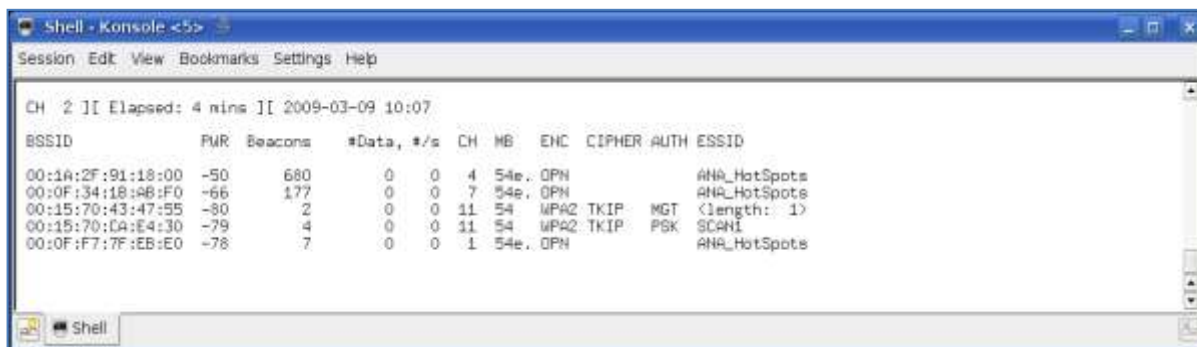 Shell - Konsole <5>
Session Edit View Bookmarks Settings Help
CH 2 ][ Elapsed: 4 mins ][ 2009-03-09 10:07
BSSID PWR Beacons #Data, #/s CH MB ENC CIPHER AUTH ESSID
00:1A:2F:91:18:00 -50 680 0 0 4 54e. OPN ANA_HotSpots
00:0F:34:1B:AB:F0 -66 177 0 0 7 54e. OPN ANA_HotSpots
00:15:70:43:47:55 -80 2 0 0 11 54 WPA2 TKIP MGT <length: 1>
00:15:70:CA:E4:30 -79 4 0 0 11 54 WPA2 TKIP PSK SCAN1
00:0F:F7:7F:EB:E0 -78 7 0 0 1 54e. OPN ANA_HotSpots
Shell